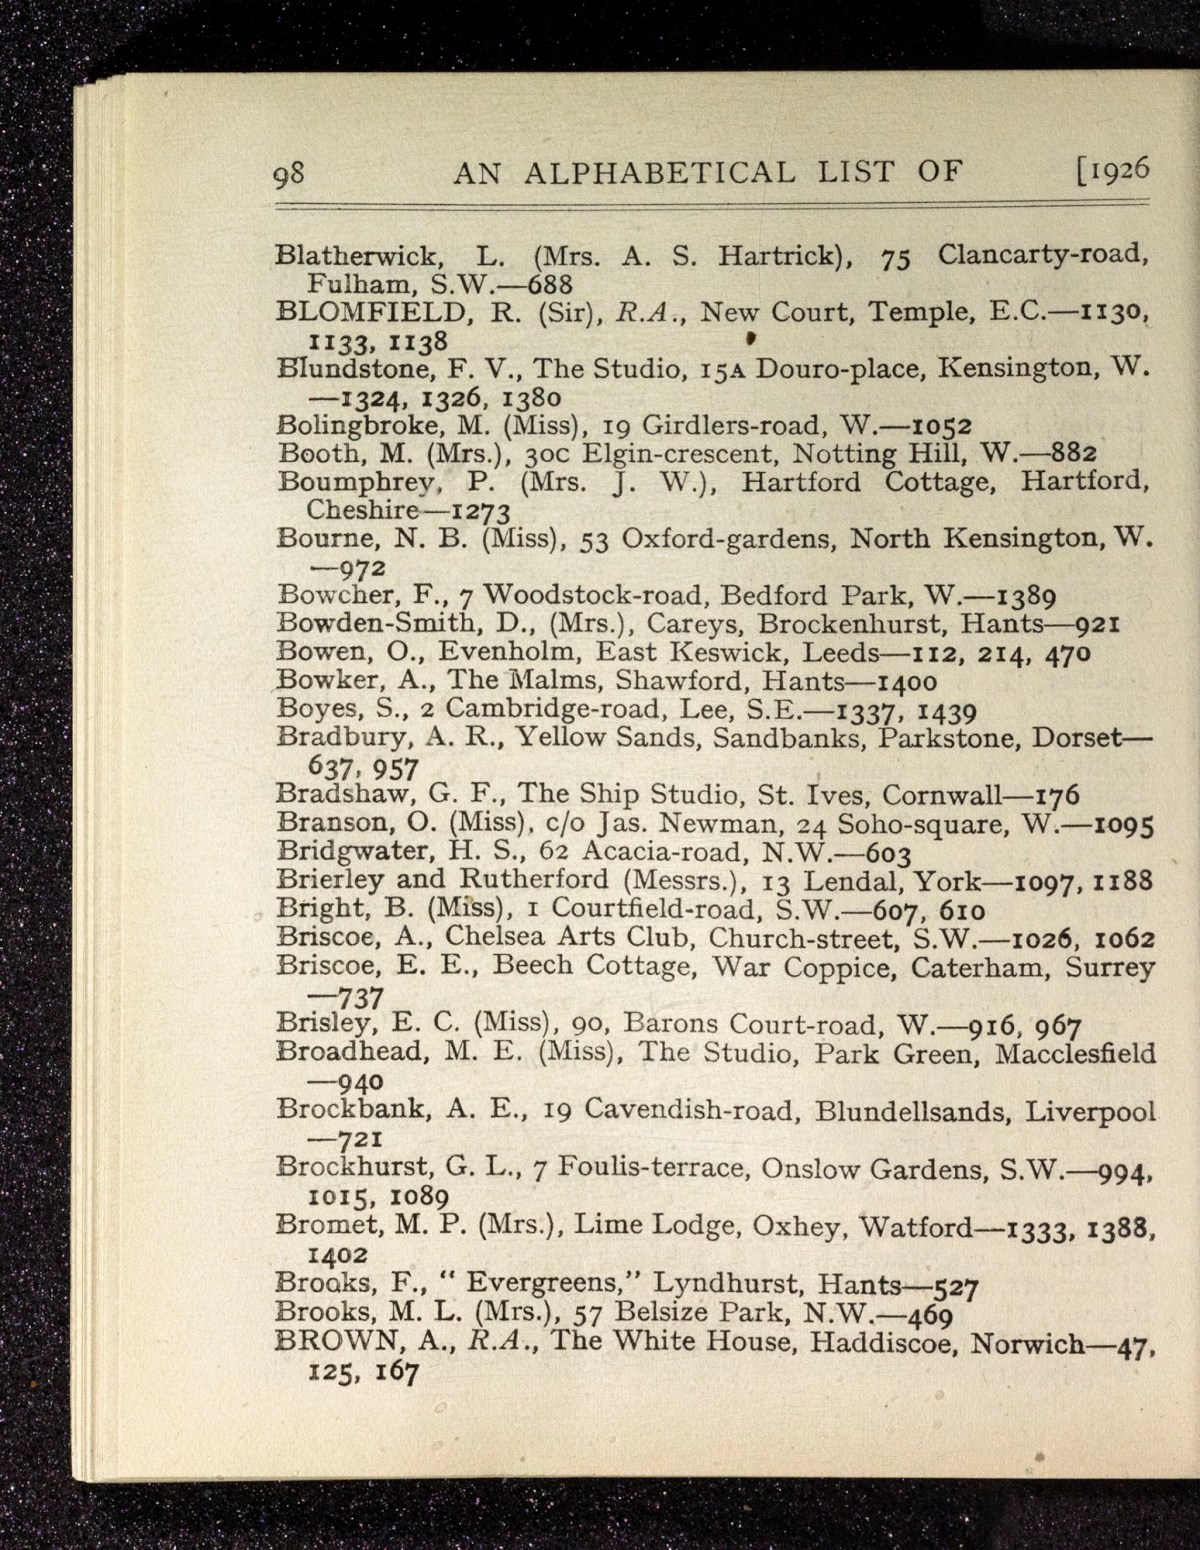 98 AN ALPHABETICAL LIST OF [1926
Blatherwick, L. (Mrs. A. S. Hartrick), 75 Clancarty-road,
Fulham, S.W.—688
BLOMFIELD, R. (Sir), R.A., New Court, Temple, E.C.—1130,
1133, 1138
Blundstone, F. V., The Studio, 15A Douro-place, Kensington, W.
—1324, 1326, 1380
Bolingbroke, M. (Miss), 19 Girdlers-road, W.—1052
Booth, M. (Mrs.), 30C Elgin-crescent, Notting Hill, W.—882
Boumphrey, P. (Mrs. J. W.), Hartford Cottage, Hartford,
Cheshire—1273
Bourne, N. B. (Miss), 53 Oxford-gardens, North Kensington, W.
—972
Bowcher, F., 7 Woodstock-road, Bedford Park, W.—1389
Bowden-Smith, D., (Mrs.), Careys, Brockenhurst, Hants—921
Bowen, O., Evenholm, East Keswick, Leeds—112, 214, 470
Bowker, A., The Malms, Shawford, Hants—1400
Boyes, S., 2 Cambridge-road, Lee, S.E.—1337, 1439
Bradbury, A. R., Yellow Sands, Sandbanks, Parkstone, Dorset—
637, 957
Bradshaw, G. F., The Ship Studio, St. Ives, Cornwall—176
Branson, O. (Miss), c/o Jas. Newman, 24 Soho-square, W.—1095
Bridgwater, H. S., 62 Acacia-road, N.W.—603
Brierley and Rutherford (Messrs.), 13 Lendal, York—1097, 1188
Bright, B. (Miss), 1 Courtfield-road, S.W.—607, 610
Briscoe, A., Chelsea Arts Club, Church-street, S.W.—1026, 1062
Briscoe, E. E., Beech Cottage, War Coppice, Caterham, Surrey
—737
Brisley, E. C. (Miss), 90, Barons Court-road, W.—916, 967
Broadhead, M. E. (Miss), The Studio, Park Green, Macclesfield
—940
Brockbank, A. E., 19 Cavendish-road, Blundellsands, Liverpool
—721
Brockhurst, G. L., 7 Foulis-terrace, Onslow Gardens, S.W.—994,
1015, 1089
Bromet, M. P. (Mrs.), Lime Lodge, Oxhey, Watford—1333, 1388,
1402
Brooks, F., “ Evergreens,” Lyndhurst, Hants—527
Brooks, M. L. (Mrs.), 57 Belsize Park, N.W.—469
BROWN, A., R.A., The White House, Haddiscoe, Norwich—47,
125, 167